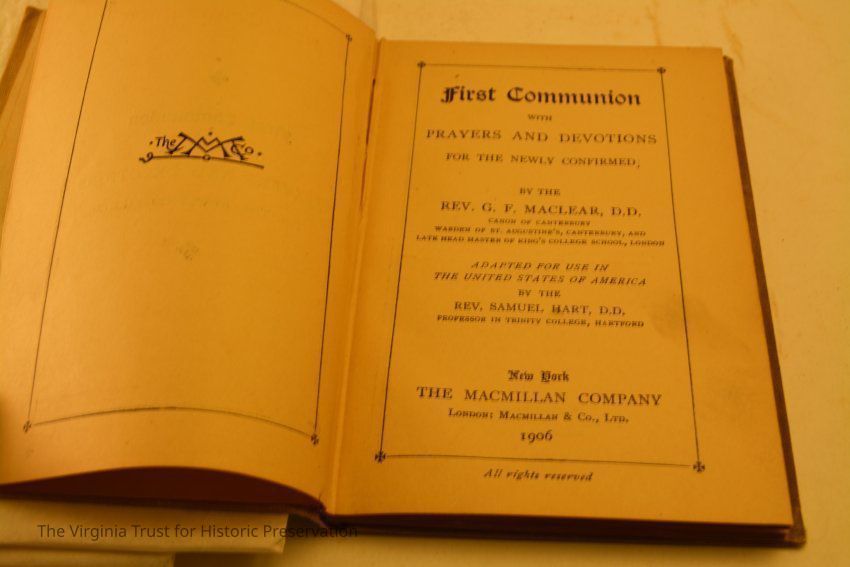 The M Co.
First Communion
WITH
PRAYERS AND DEVOTIONS
FOR THE NEWLY CONFIRMED,
BY THE
REV. G. F. MACLEAR, D.D.
CANON OF CANTERBURY
WARDEN OF ST. AUGUSTINE'S, CANTERBURY, AND
LATE HEAD MASTER OF KING'S COLLEGE SCHOOL, LONDON
ADAPTED FOR USE IN
THE UNITED STATES OF AMERICA
BY THE
REV. SAMUEL HART, D.D.
PROFESSOR IN TRINITY COLLEGE, HARTFORD
New York
THE MACMILLAN COMPANY
LONDON: MACMILLAN & CO., LTD.
1906
All rights reserved
The Virginia Trust for Historic Preservation